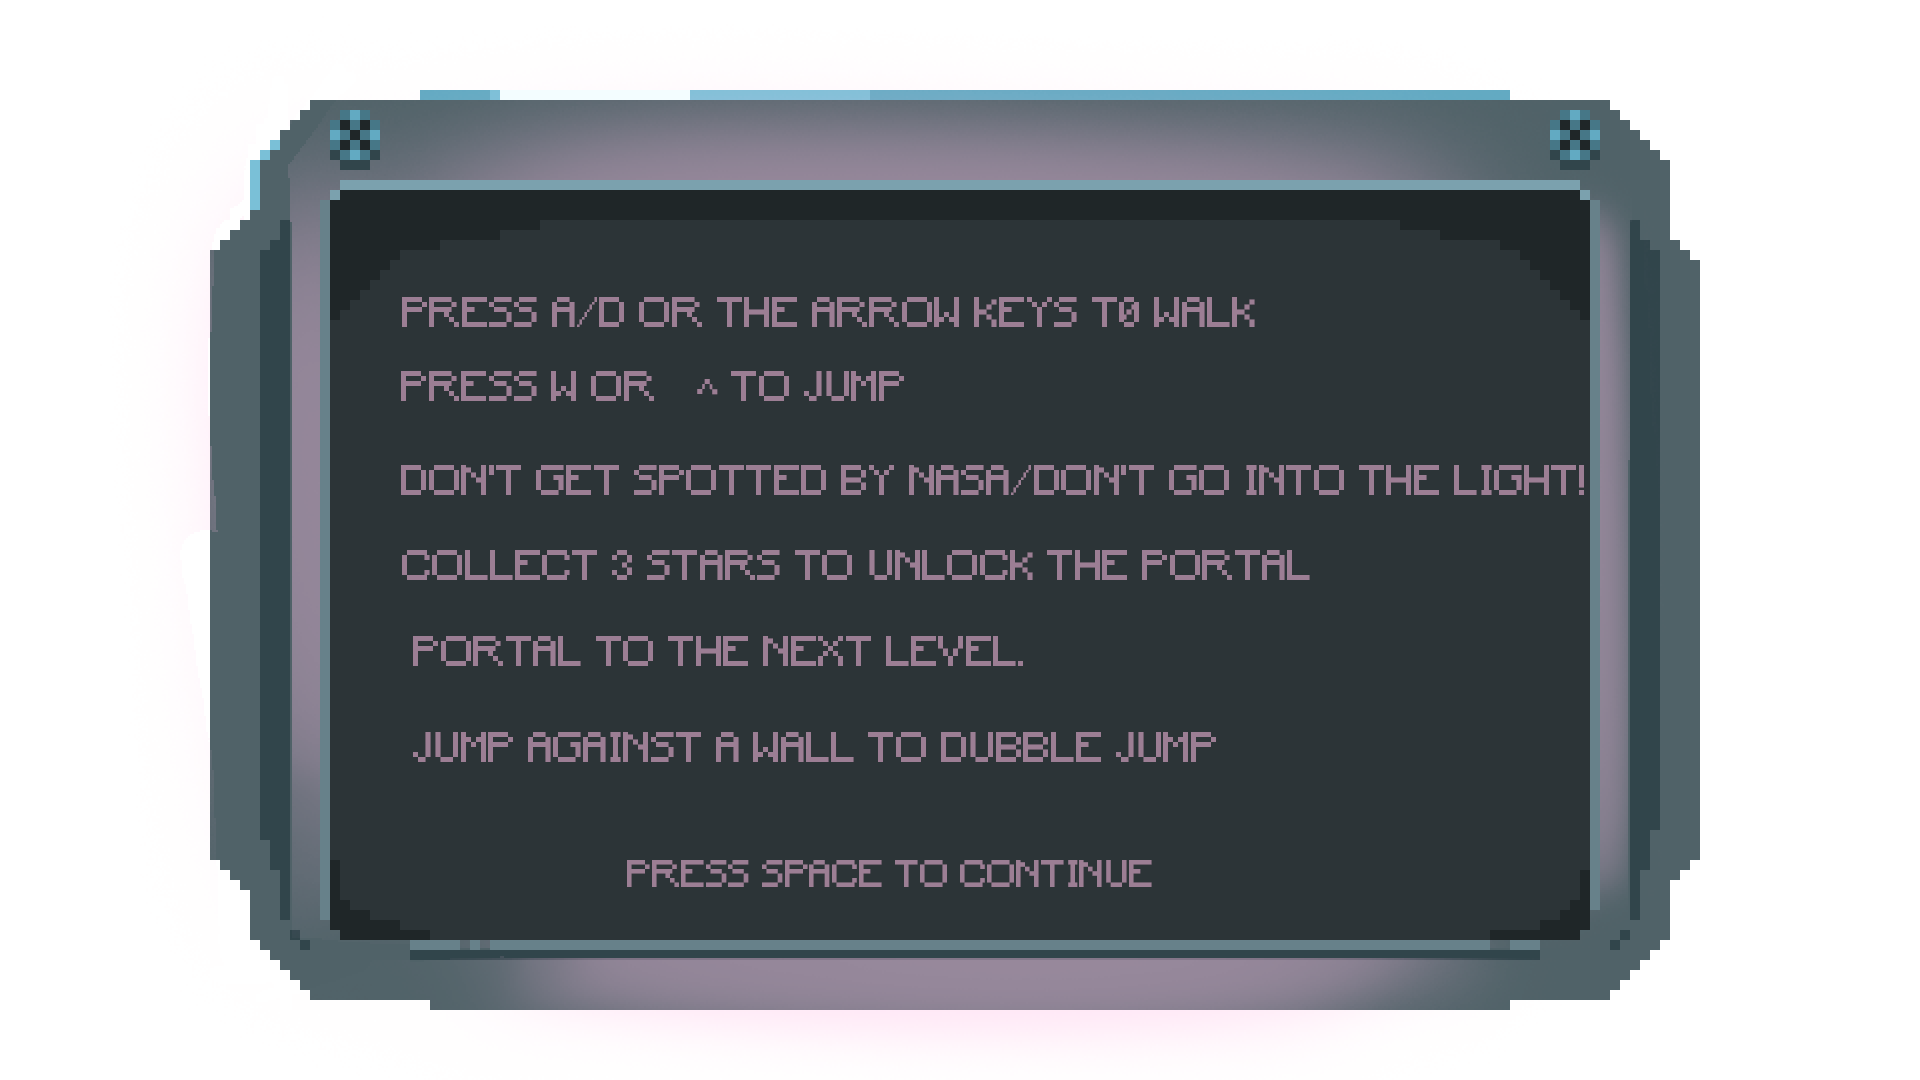 PRESS A/D OR THE ARROW KEYS T0 WALK
PRESS W OR ^ TO JUMP
DON'T GET SPOTTED BY NASA/DON'T GO INTO THE LIGHT!
COLLECT 3 STARS TO UNLOCK THE PORTAL
PORTAL TO THE NEXT LEVEL.
JUMP AGAINST A WALL TO DUBBLE JUMP
PRESS SPACE TO CONTINUE